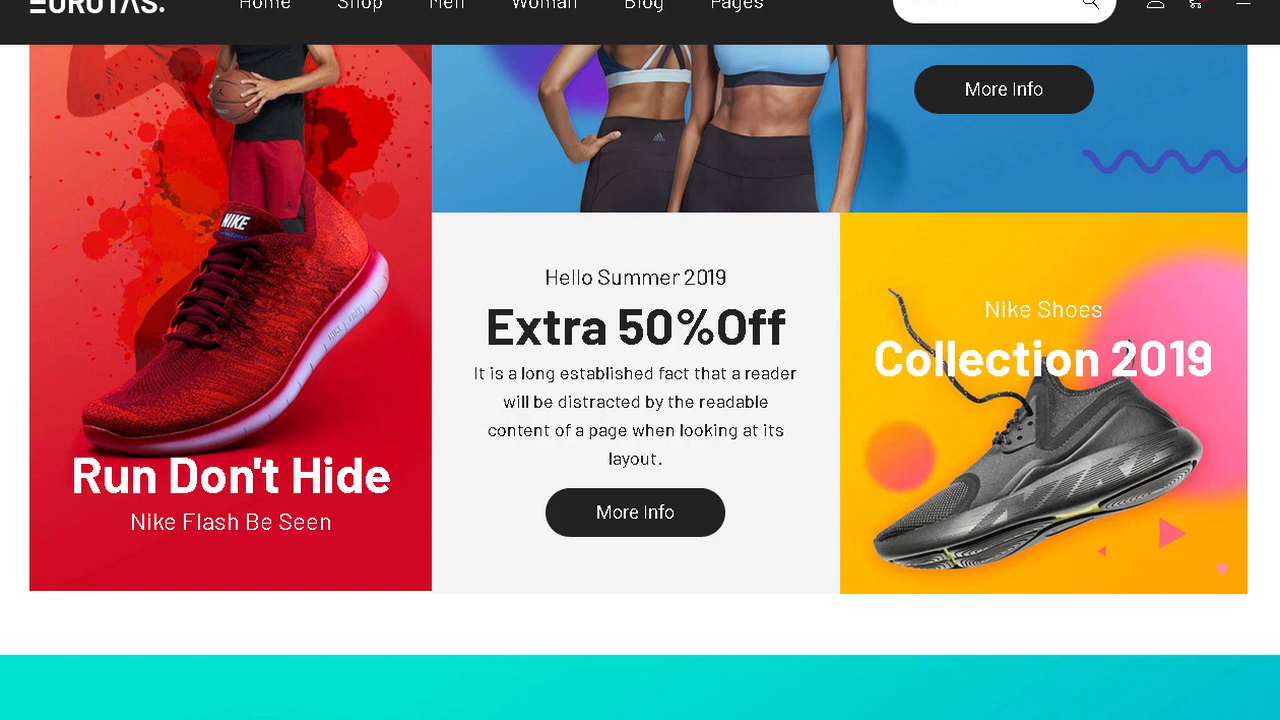 EUROTAS.
Home Shop Men Woman Blog Pages
More Info
NIKE
Run Don't Hide
Nike Flash Be Seen
Hello Summer 2019
Extra 50%Off
It is a long established fact that a reader
will be distracted by the readable
content of a page when looking at its
layout.
More Info
Nike Shoes
Collection 2019